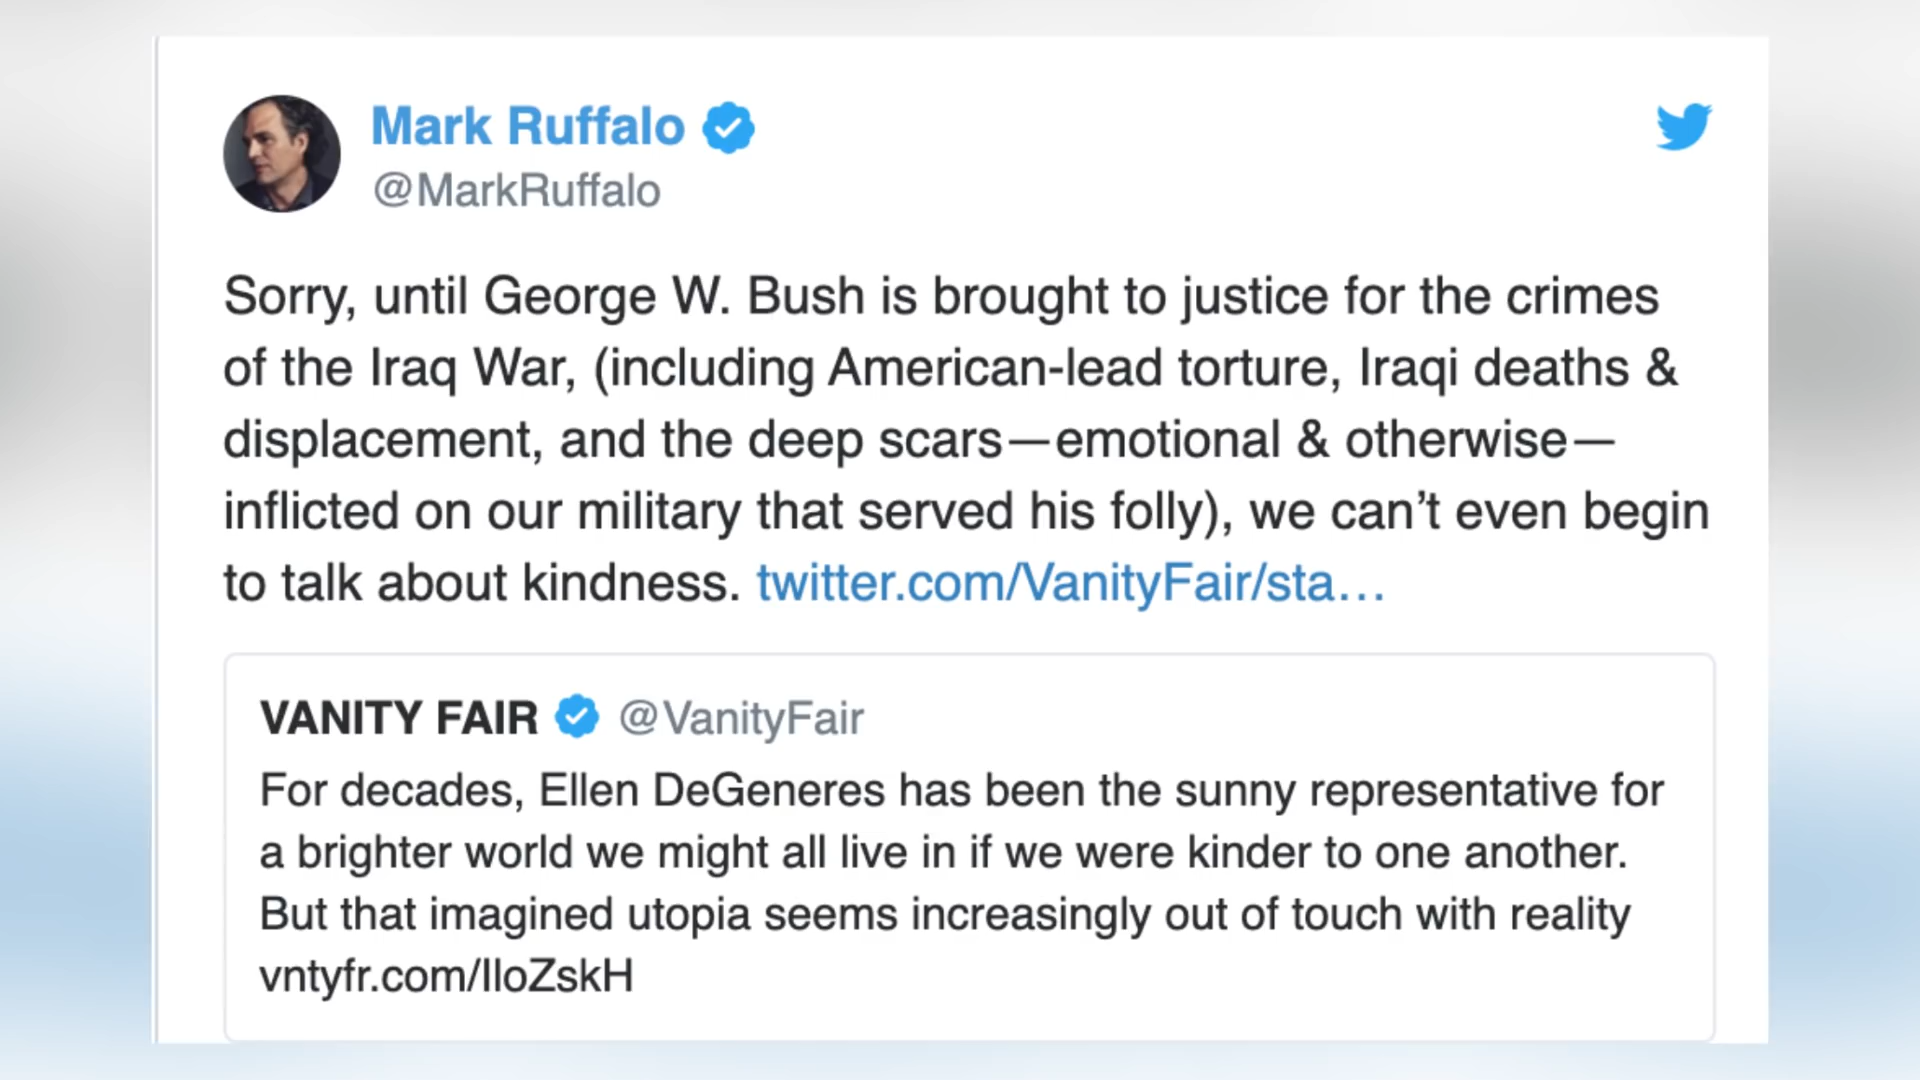 Mark Ruffalo
@MarkRuffalo
Sorry, until George W. Bush is brought to justice for the crimes
of the Iraq War, (including American-lead torture, Iraqi deaths &
displacement, and the deep scars—emotional & otherwise—
inflicted on our military that served his folly), we can’t even begin
to talk about kindness. twitter.com/VanityFair/sta…
VANITY FAIR @VanityFair
For decades, Ellen DeGeneres has been the sunny representative for
a brighter world we might all live in if we were kinder to one another.
But that imagined utopia seems increasingly out of touch with reality
vntyfr.com/lloZskH